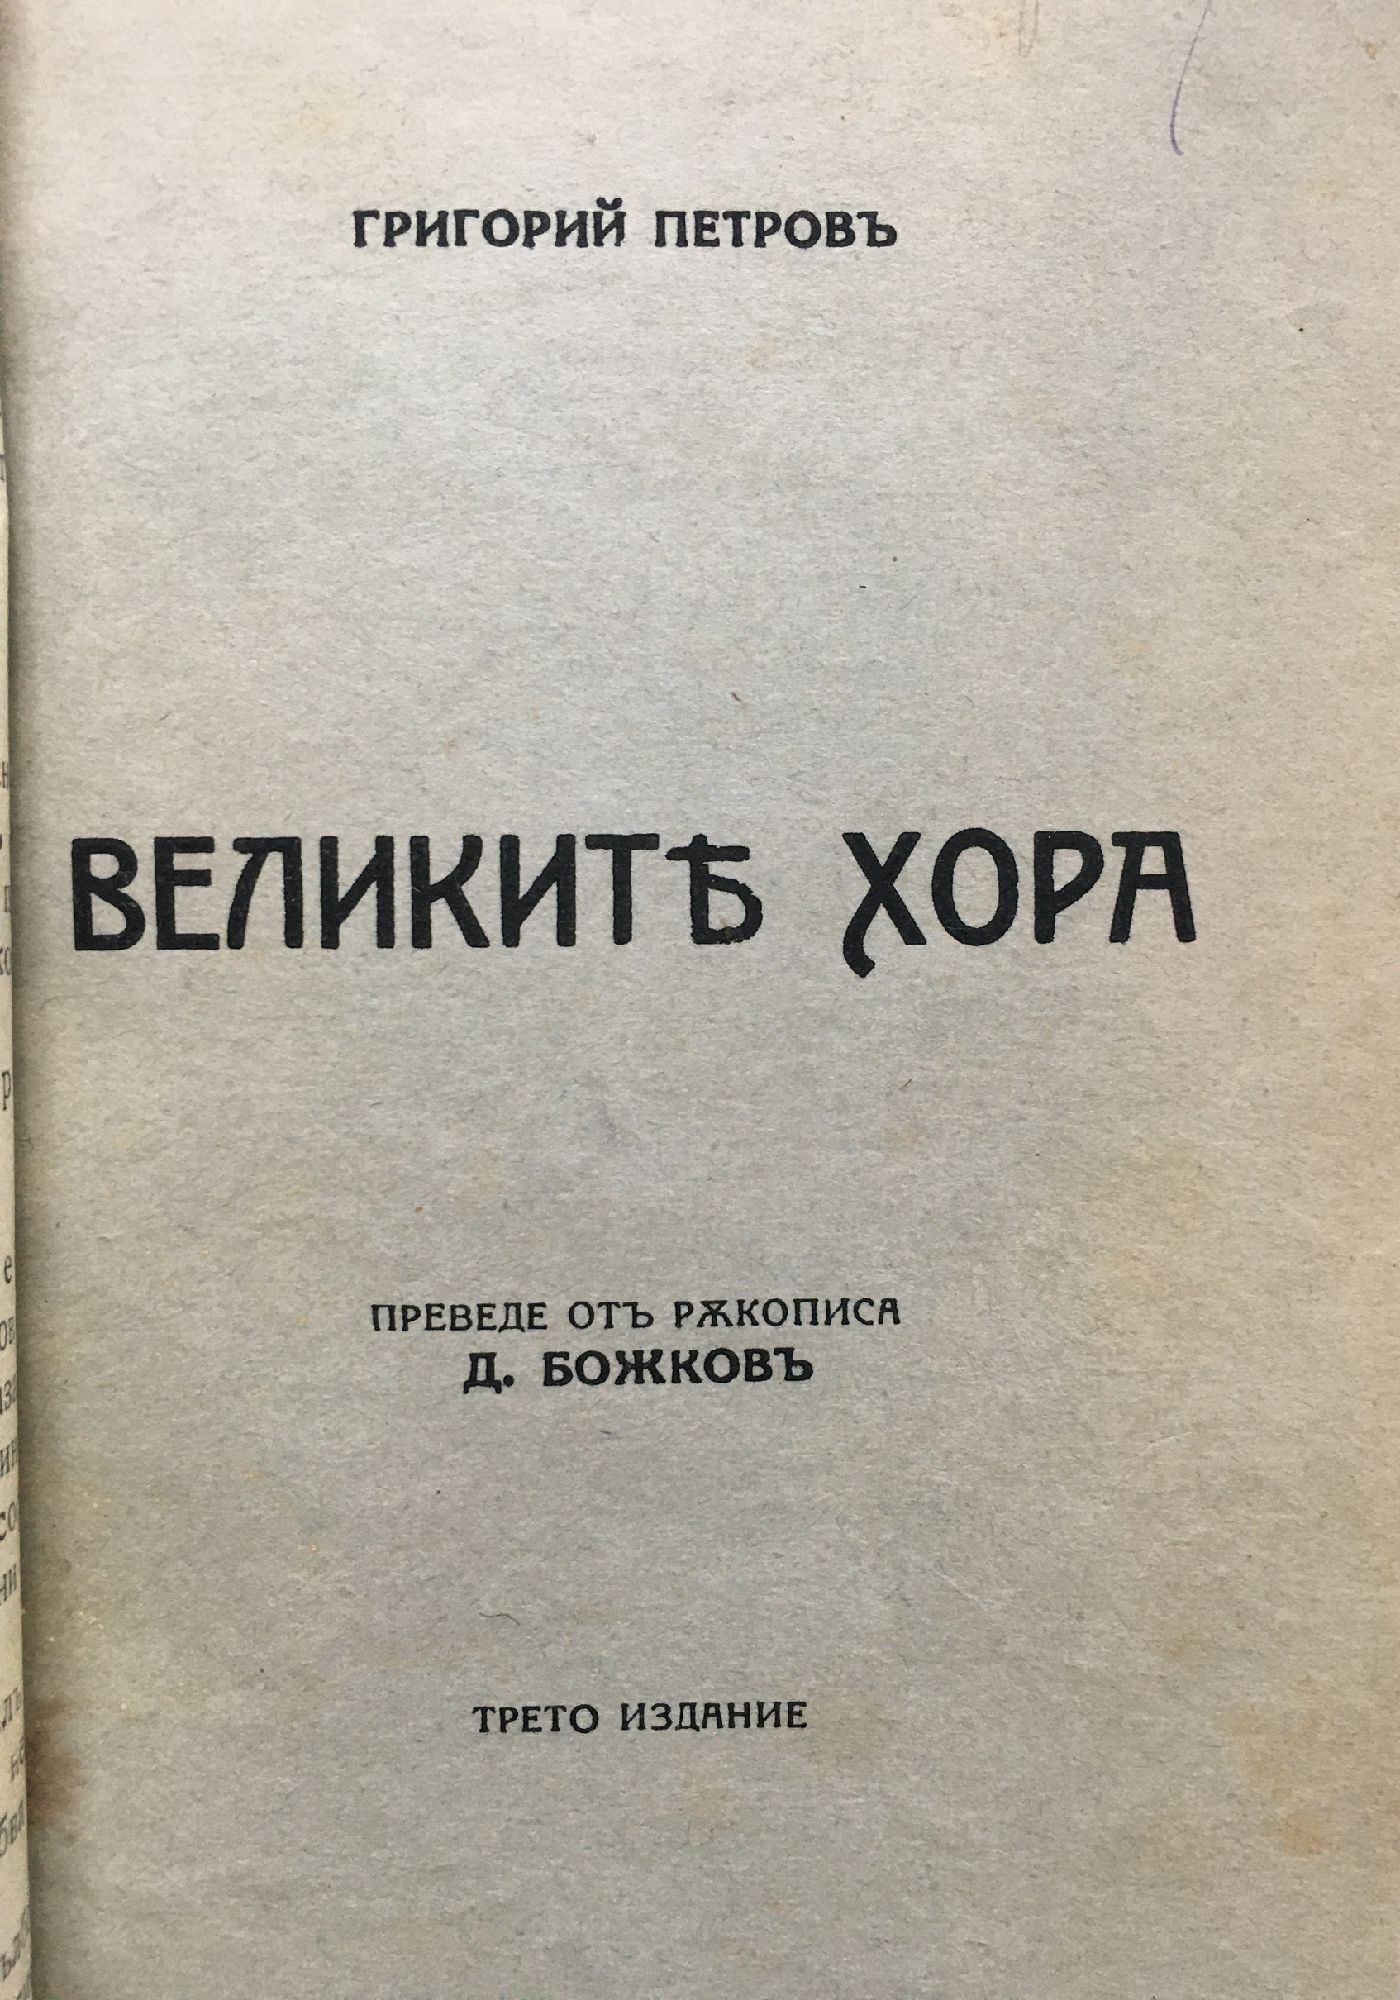 ГРИГОРИЙ ПЕТРОВЪ
ВЕЛИКИТѢ ХОРА
ПРЕВЕДЕ ОТЪ РѪКОПИСА
Д. БОЖКОВЪ
ТРЕТО ИЗДАНИЕ